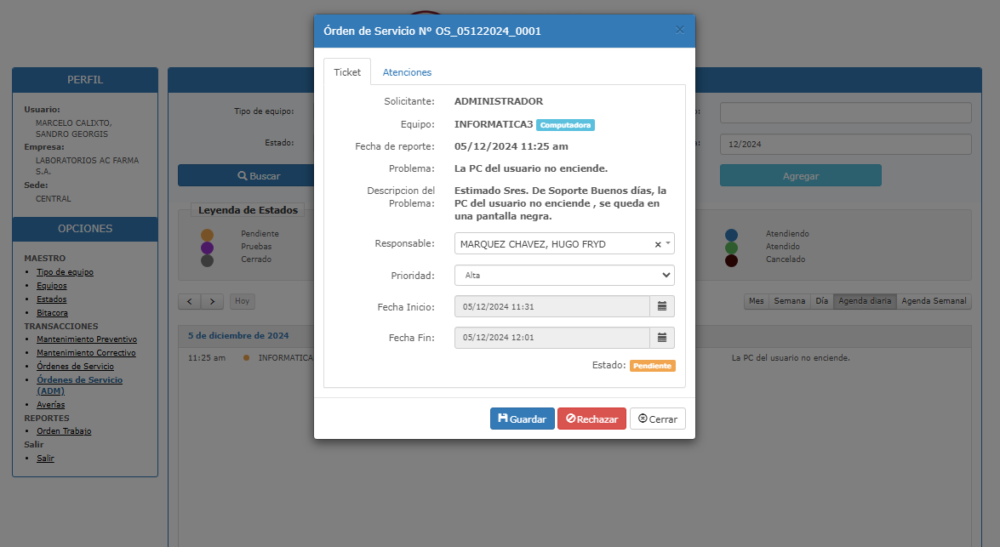 Órden de Servicio Nº OS_05122024_0001
×
Ticket
Atenciones
Solicitante: ADMINISTRADOR
Equipo: INFORMATICA3 Computadora
Fecha de reporte: 05/12/2024 11:25 am
Problema: La PC del usuario no enciende.
Descripcion del
Problema:
Estimado Sres. De Soporte Buenos días, la
PC del usuario no enciende , se queda en
una pantalla negra.
Responsable: MARQUEZ CHAVEZ, HUGO FRYD ×
Prioridad: Alta
Fecha Inicio: 05/12/2024 11:31
Fecha Fin: 05/12/2024 12:01
Estado: Pendiente
Guardar
Rechazar
Cerrar
PERFIL
Usuario:
MARCELO CALIXTO,
SANDRO GEORGIS
Empresa:
LABORATORIOS AC FARMA
S.A.
Sede:
CENTRAL
OPCIONES
MAESTRO
• Tipo de equipo
• Equipos
• Estados
• Bitacora
TRANSACCIONES
• Mantenimiento Preventivo
• Mantenimiento Correctivo
• Órdenes de Servicio
• Órdenes de Servicio
(ADM)
• Averías
REPORTES
• Orden Trabajo
Salir
• Salir
Tipo de equipo:
Estado:
12/2024
Buscar
Agregar
Leyenda de Estados
Pendiente
Pruebas
Cerrado
Atendiendo
Atendido
Cancelado
< > Hoy
Mes Semana Día Agenda diaria Agenda Semanal
5 de diciembre de 2024
11:25 am INFORMATICA
La PC del usuario no enciende.